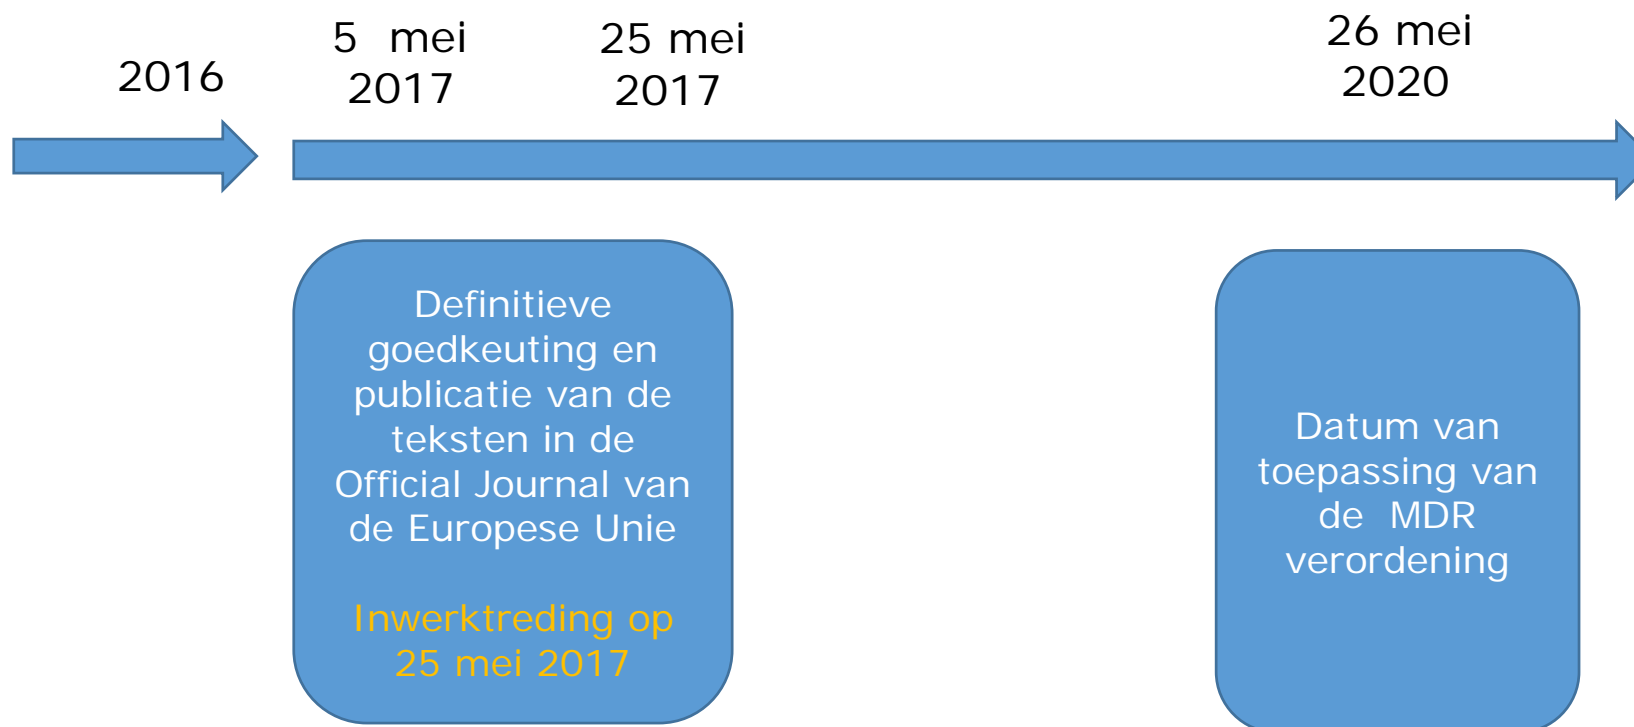 2016
5 mei
2017
25 mei
2017
26 mei
2020
Definitieve
goedkeuting en
publicatie van de
teksten in de
Official Journal van
de Europese Unie
Inwerktreding op
25 mei 2017
Datum van
toepassing van
de MDR
verordening